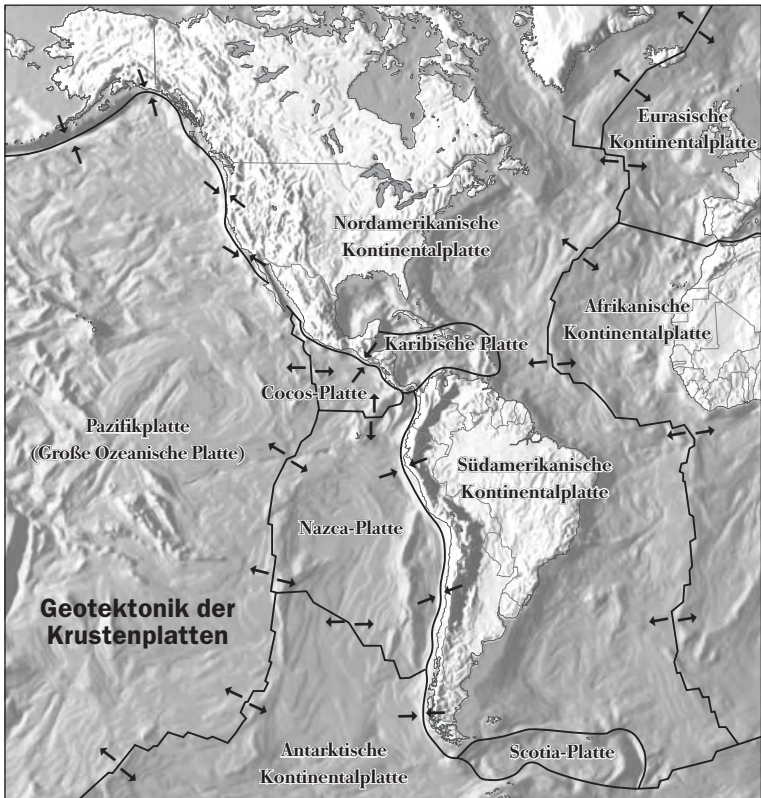 Eurasische
Kontinentalplatte
Nordamerikanische
Kontinentalplatte
Afrikanische
Kontinentalplatte
Karibische Platte
Cocos-Platte
Pazifikplatte
(Große Ozeanische Platte)
Südamerikanische
Kontinentalplatte
Nazca-Platte
Geotektonik der
Krustenplatten
Antarktische
Kontinentalplatte
Scotia-Platte